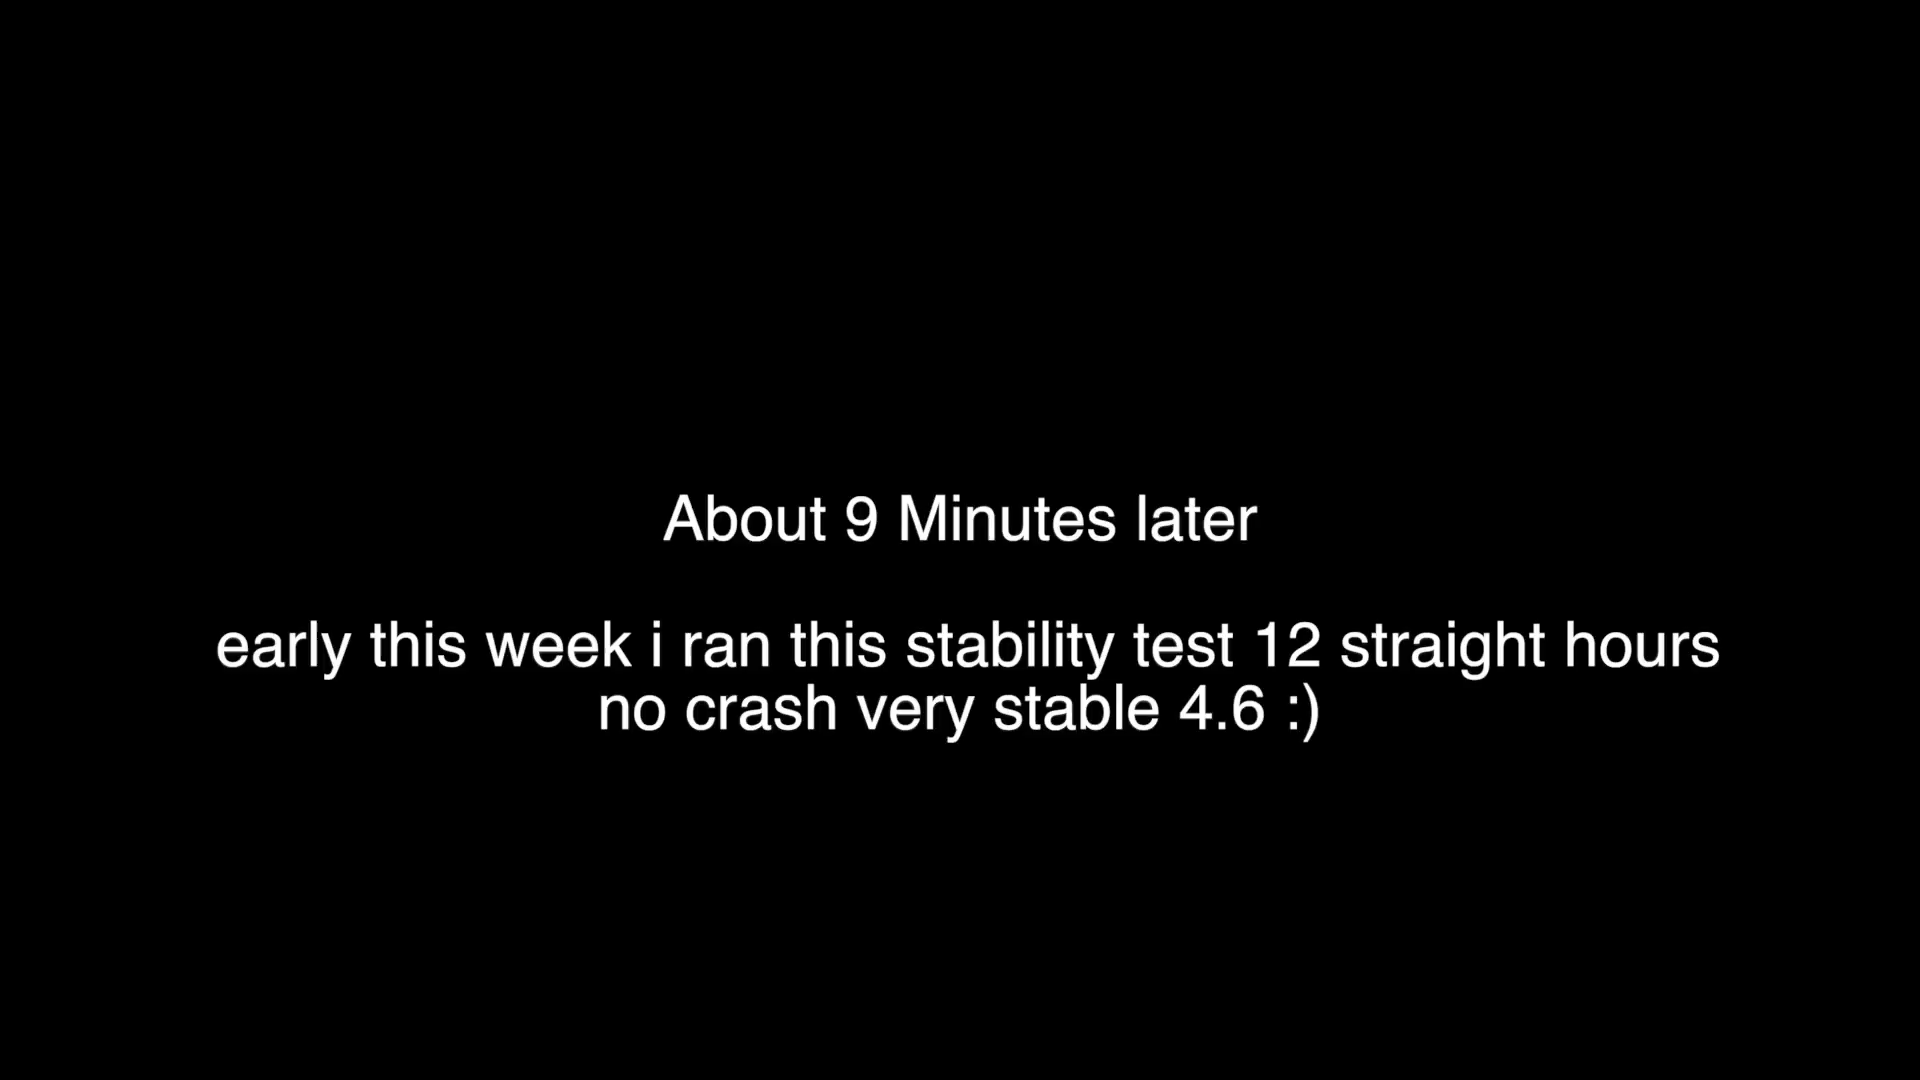 About 9 Minutes later
early this week i ran this stability test 12 straight hours
no crash very stable 4.6 :)